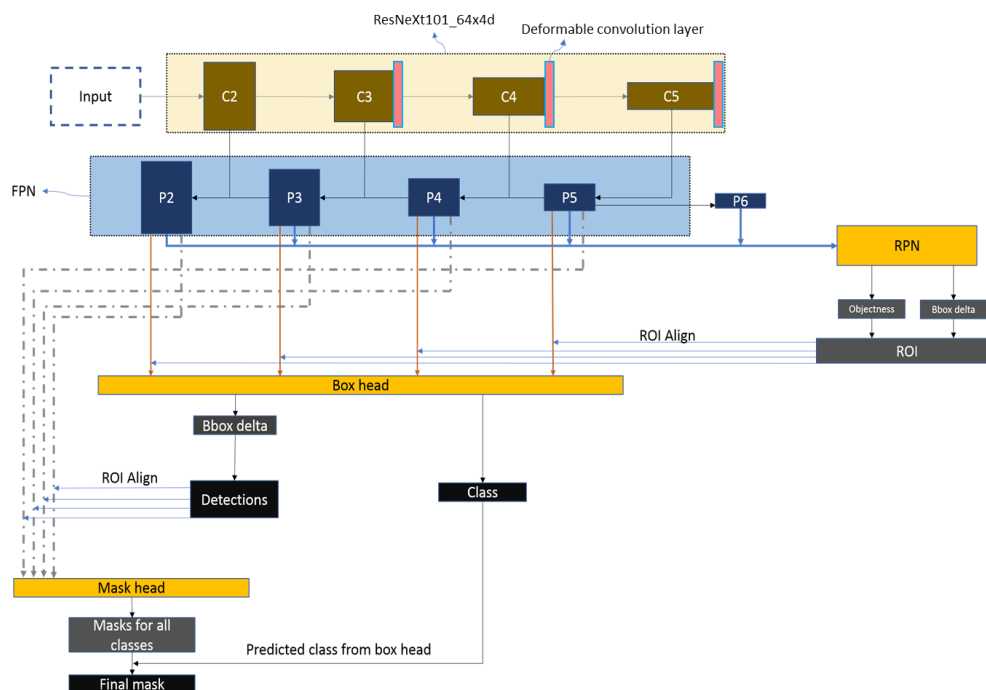 ResNeXt101_64x4d
Deformable convolution layer
Input
C2
C3
C4
C5
FPN
P2
P3
P4
P5
P6
RPN
Objectness
Bbox delta
ROI Align
ROI
Box head
Bbox delta
ROI Align
Detections
Class
Mask head
Masks for all
classes
Predicted class from box head
Final mask